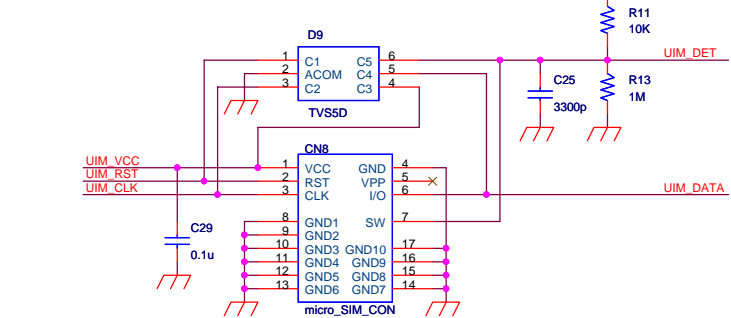 R11
10K
D9
1 C1 C5 6
2 ACOM C4 5
3 C2 C3 4
TVS5D
UIM_DET
C25
3300p
R13
1M
CN8
UIM_VCC 1 VCC GND 4
UIM_RST 2 RST VPP 5
UIM_CLK 3 CLK I/O 6 UIM_DATA
8 GND1 SW 7
9 GND2
10 GND3 GND10 17
11 GND4 GND9 16
12 GND5 GND8 15
13 GND6 GND7 14
C29
0.1u
micro_SIM_CON